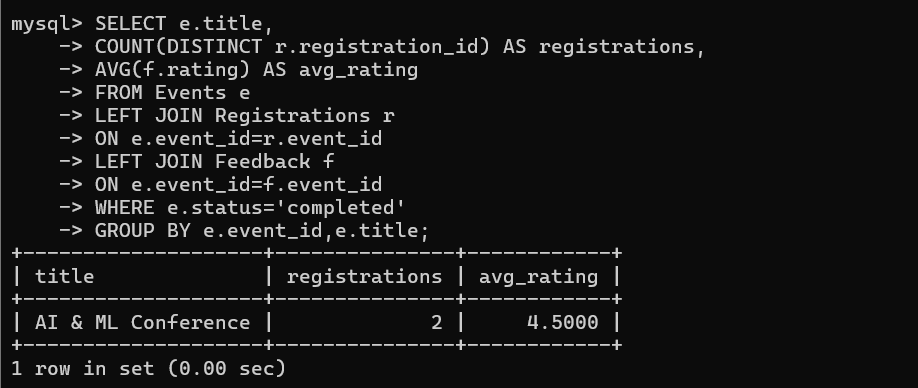 mysql> SELECT e.title,
    -> COUNT(DISTINCT r.registration_id) AS registrations,
    -> AVG(f.rating) AS avg_rating
    -> FROM Events e
    -> LEFT JOIN Registrations r
    -> ON e.event_id=r.event_id
    -> LEFT JOIN Feedback f
    -> ON e.event_id=f.event_id
    -> WHERE e.status='completed'
    -> GROUP BY e.event_id,e.title;
+--------------------+---------------+------------+
| title              | registrations | avg_rating |
+--------------------+---------------+------------+
| AI & ML Conference |             2 |     4.5000 |
+--------------------+---------------+------------+
1 row in set (0.00 sec)